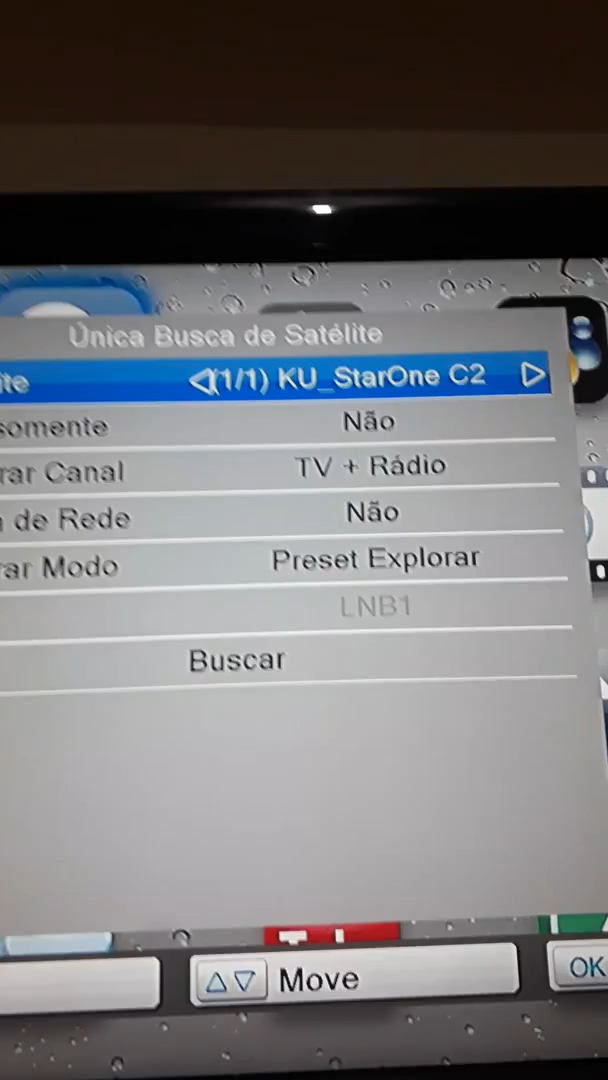 Única Busca de Satélite
ite (1/1) KU_StarOne C2
somente Não
rar Canal TV + Rádio
de Rede Não
rar Modo Preset Explorar
LNB1
Buscar
Move OK